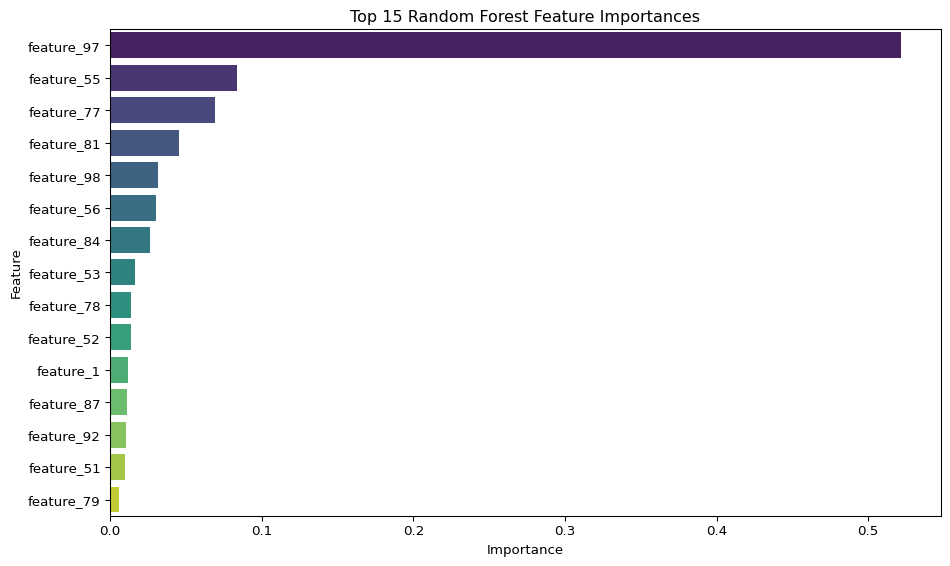 Top 15 Random Forest Feature Importances
Feature
feature_97
feature_55
feature_77
feature_81
feature_98
feature_56
feature_84
feature_53
feature_78
feature_52
feature_1
feature_87
feature_92
feature_51
feature_79
0.0 0.1 0.2 0.3 0.4 0.5
Importance